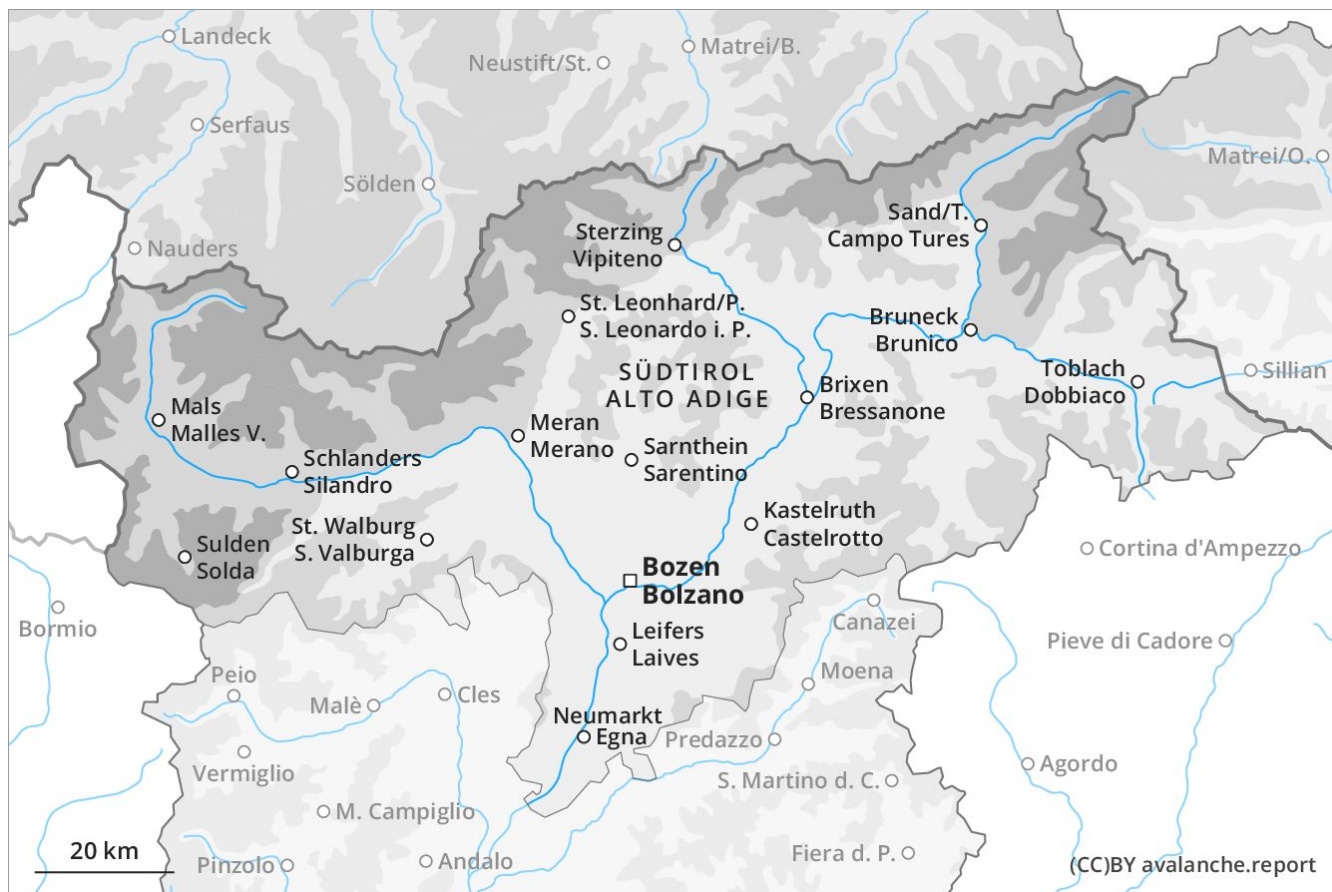 Landeck
Neustift/St.
Matrei/B.
Serfaus
Sölden
Matrei/O.
Nauders
Sterzing
Vipiteno
Sand/T.
Campo Tures
St. Leonhard/P.
S. Leonardo i. P.
Bruneck
Brunico
SÜDTIROL
ALTO ADIGE
Toblach
Dobbiaco
Sillian
Brixen
Bressanone
Mals
Malles V.
Meran
Merano
Sarnthein
Sarentino
Schlanders
Silandro
St. Walburg
S. Valburga
Kastelruth
Castelrotto
Sulden
Solda
Cortina d'Ampezzo
Bozen
Bolzano
Bormio
Canazei
Leifers
Laives
Pieve di Cadore
Peio
Malè
Cles
Moena
Neumarkt
Egna
Predazzo
Vermiglio
S. Martino d. C.
Agordo
M. Campiglio
20 km
Pinzolo
Andalo
Fiera d. P.
(CC)BY avalanche.report